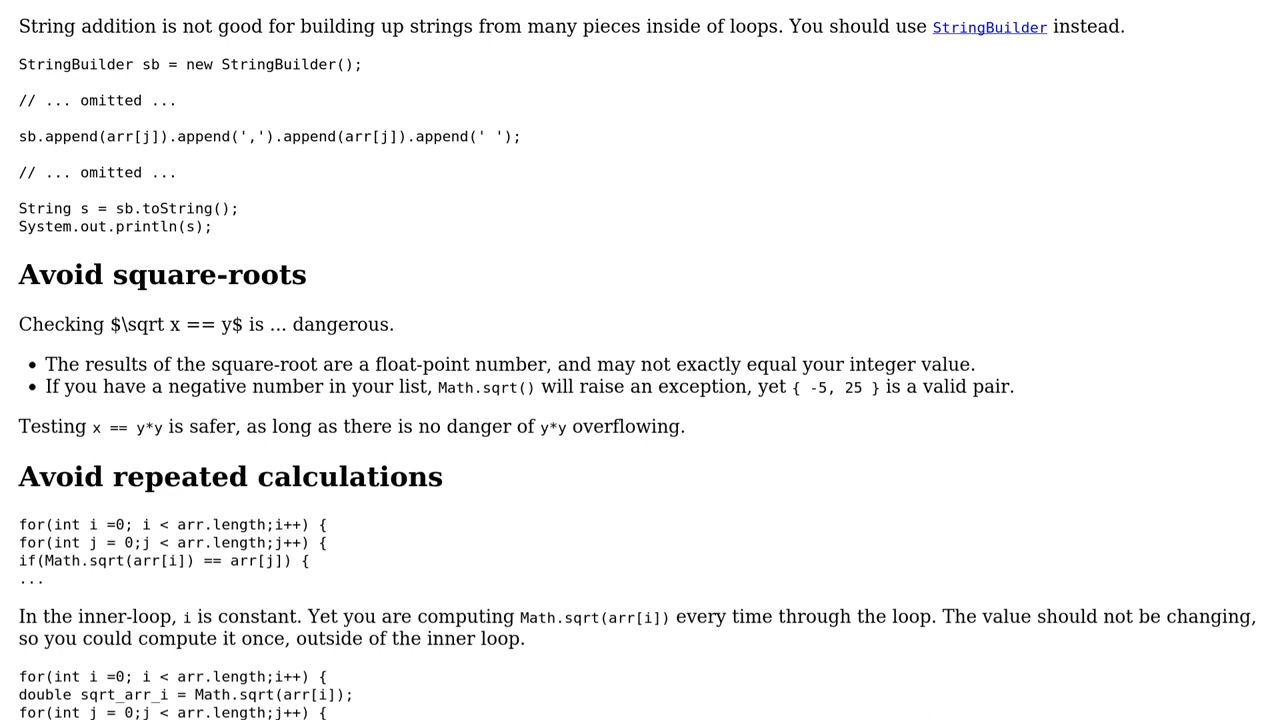 String addition is not good for building up strings from many pieces inside of loops. You should use StringBuilder instead.
StringBuilder sb = new StringBuilder();
// ... omitted ...
sb.append(arr[j]).append(',').append(arr[j]).append(' ');
// ... omitted ...
String s = sb.toString();
System.out.println(s);
Avoid square-roots
Checking $\sqrt x == y$ is ... dangerous.
• The results of the square-root are a float-point number, and may not exactly equal your integer value.
• If you have a negative number in your list, Math.sqrt() will raise an exception, yet { -5, 25 } is a valid pair.
Testing x == y*y is safer, as long as there is no danger of y*y overflowing.
Avoid repeated calculations
for(int i =0; i < arr.length;i++) {
for(int j = 0;j < arr.length;j++) {
if(Math.sqrt(arr[i]) == arr[j]) {
...
In the inner-loop, i is constant. Yet you are computing Math.sqrt(arr[i]) every time through the loop. The value should not be changing,
so you could compute it once, outside of the inner loop.
for(int i =0; i < arr.length;i++) {
double sqrt_arr_i = Math.sqrt(arr[i]);
for(int j = 0;j < arr.length;j++) {